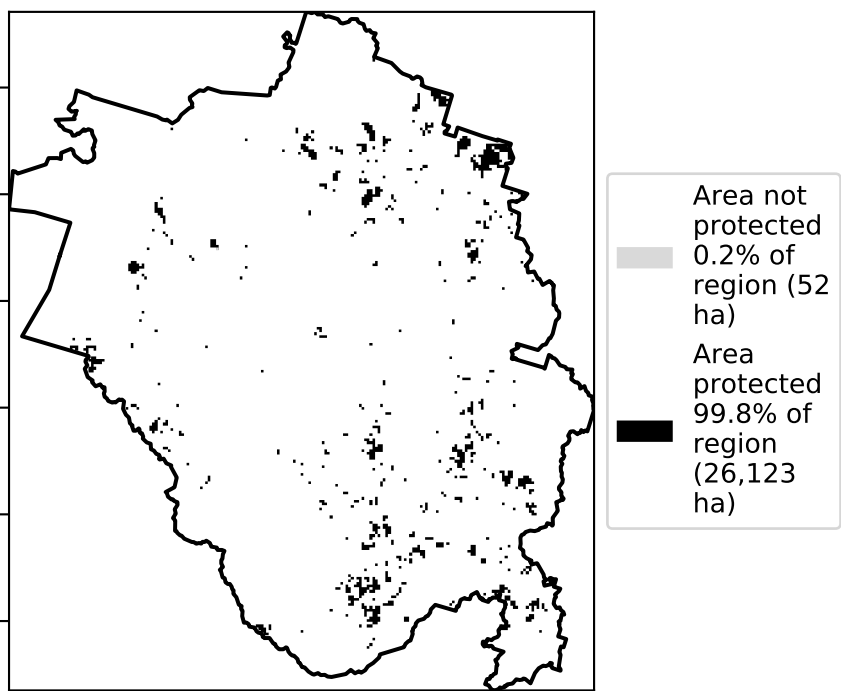 Area not
protected
0.2% of
region (52
ha)
Area
protected
99.8% of
region
(26,123
ha)